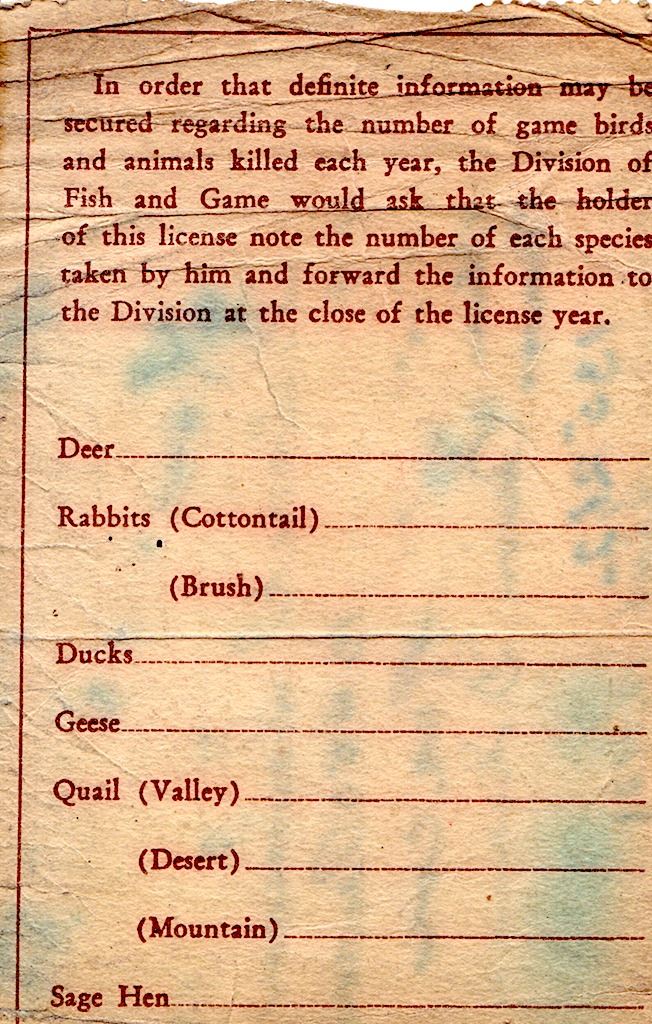 In order that definite information may be
secured regarding the number of game birds
and animals killed each year, the Division of
Fish and Game would ask that the holder
of this license note the number of each species
taken by him and forward the information to
the Division at the close of the license year.
Deer
Rabbits (Cottontail)
(Brush)
Ducks
Geese
Quail (Valley)
(Desert)
(Mountain)
Sage Hen